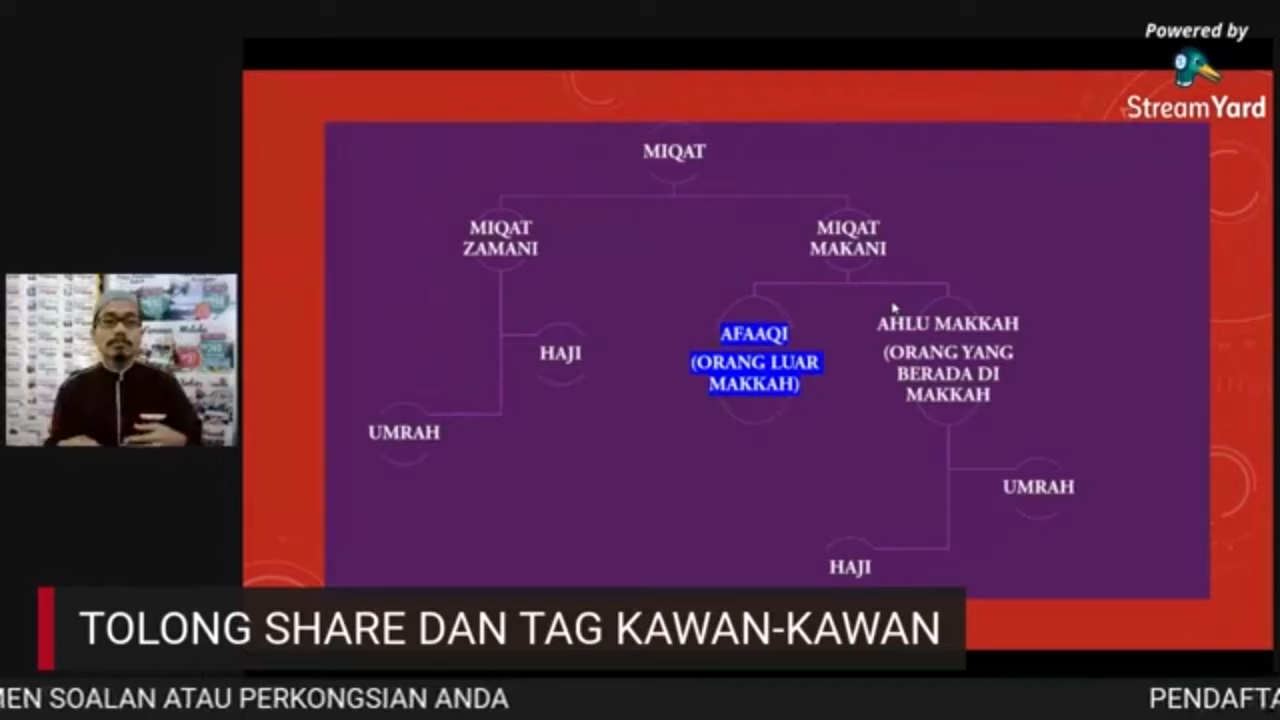 Powered by
StreamYard
MIQAT
MIQAT
ZAMANI
MIQAT
MAKANI
HAJI
UMRAH
AFAAQI
(ORANG LUAR
MAKKAH)
AHLU MAKKAH
(ORANG YANG
BERADA DI
MAKKAH
UMRAH
HAJI
TOLONG SHARE DAN TAG KAWAN-KAWAN
MEN SOALAN ATAU PERKONGSIAN ANDA
PENDAFTA